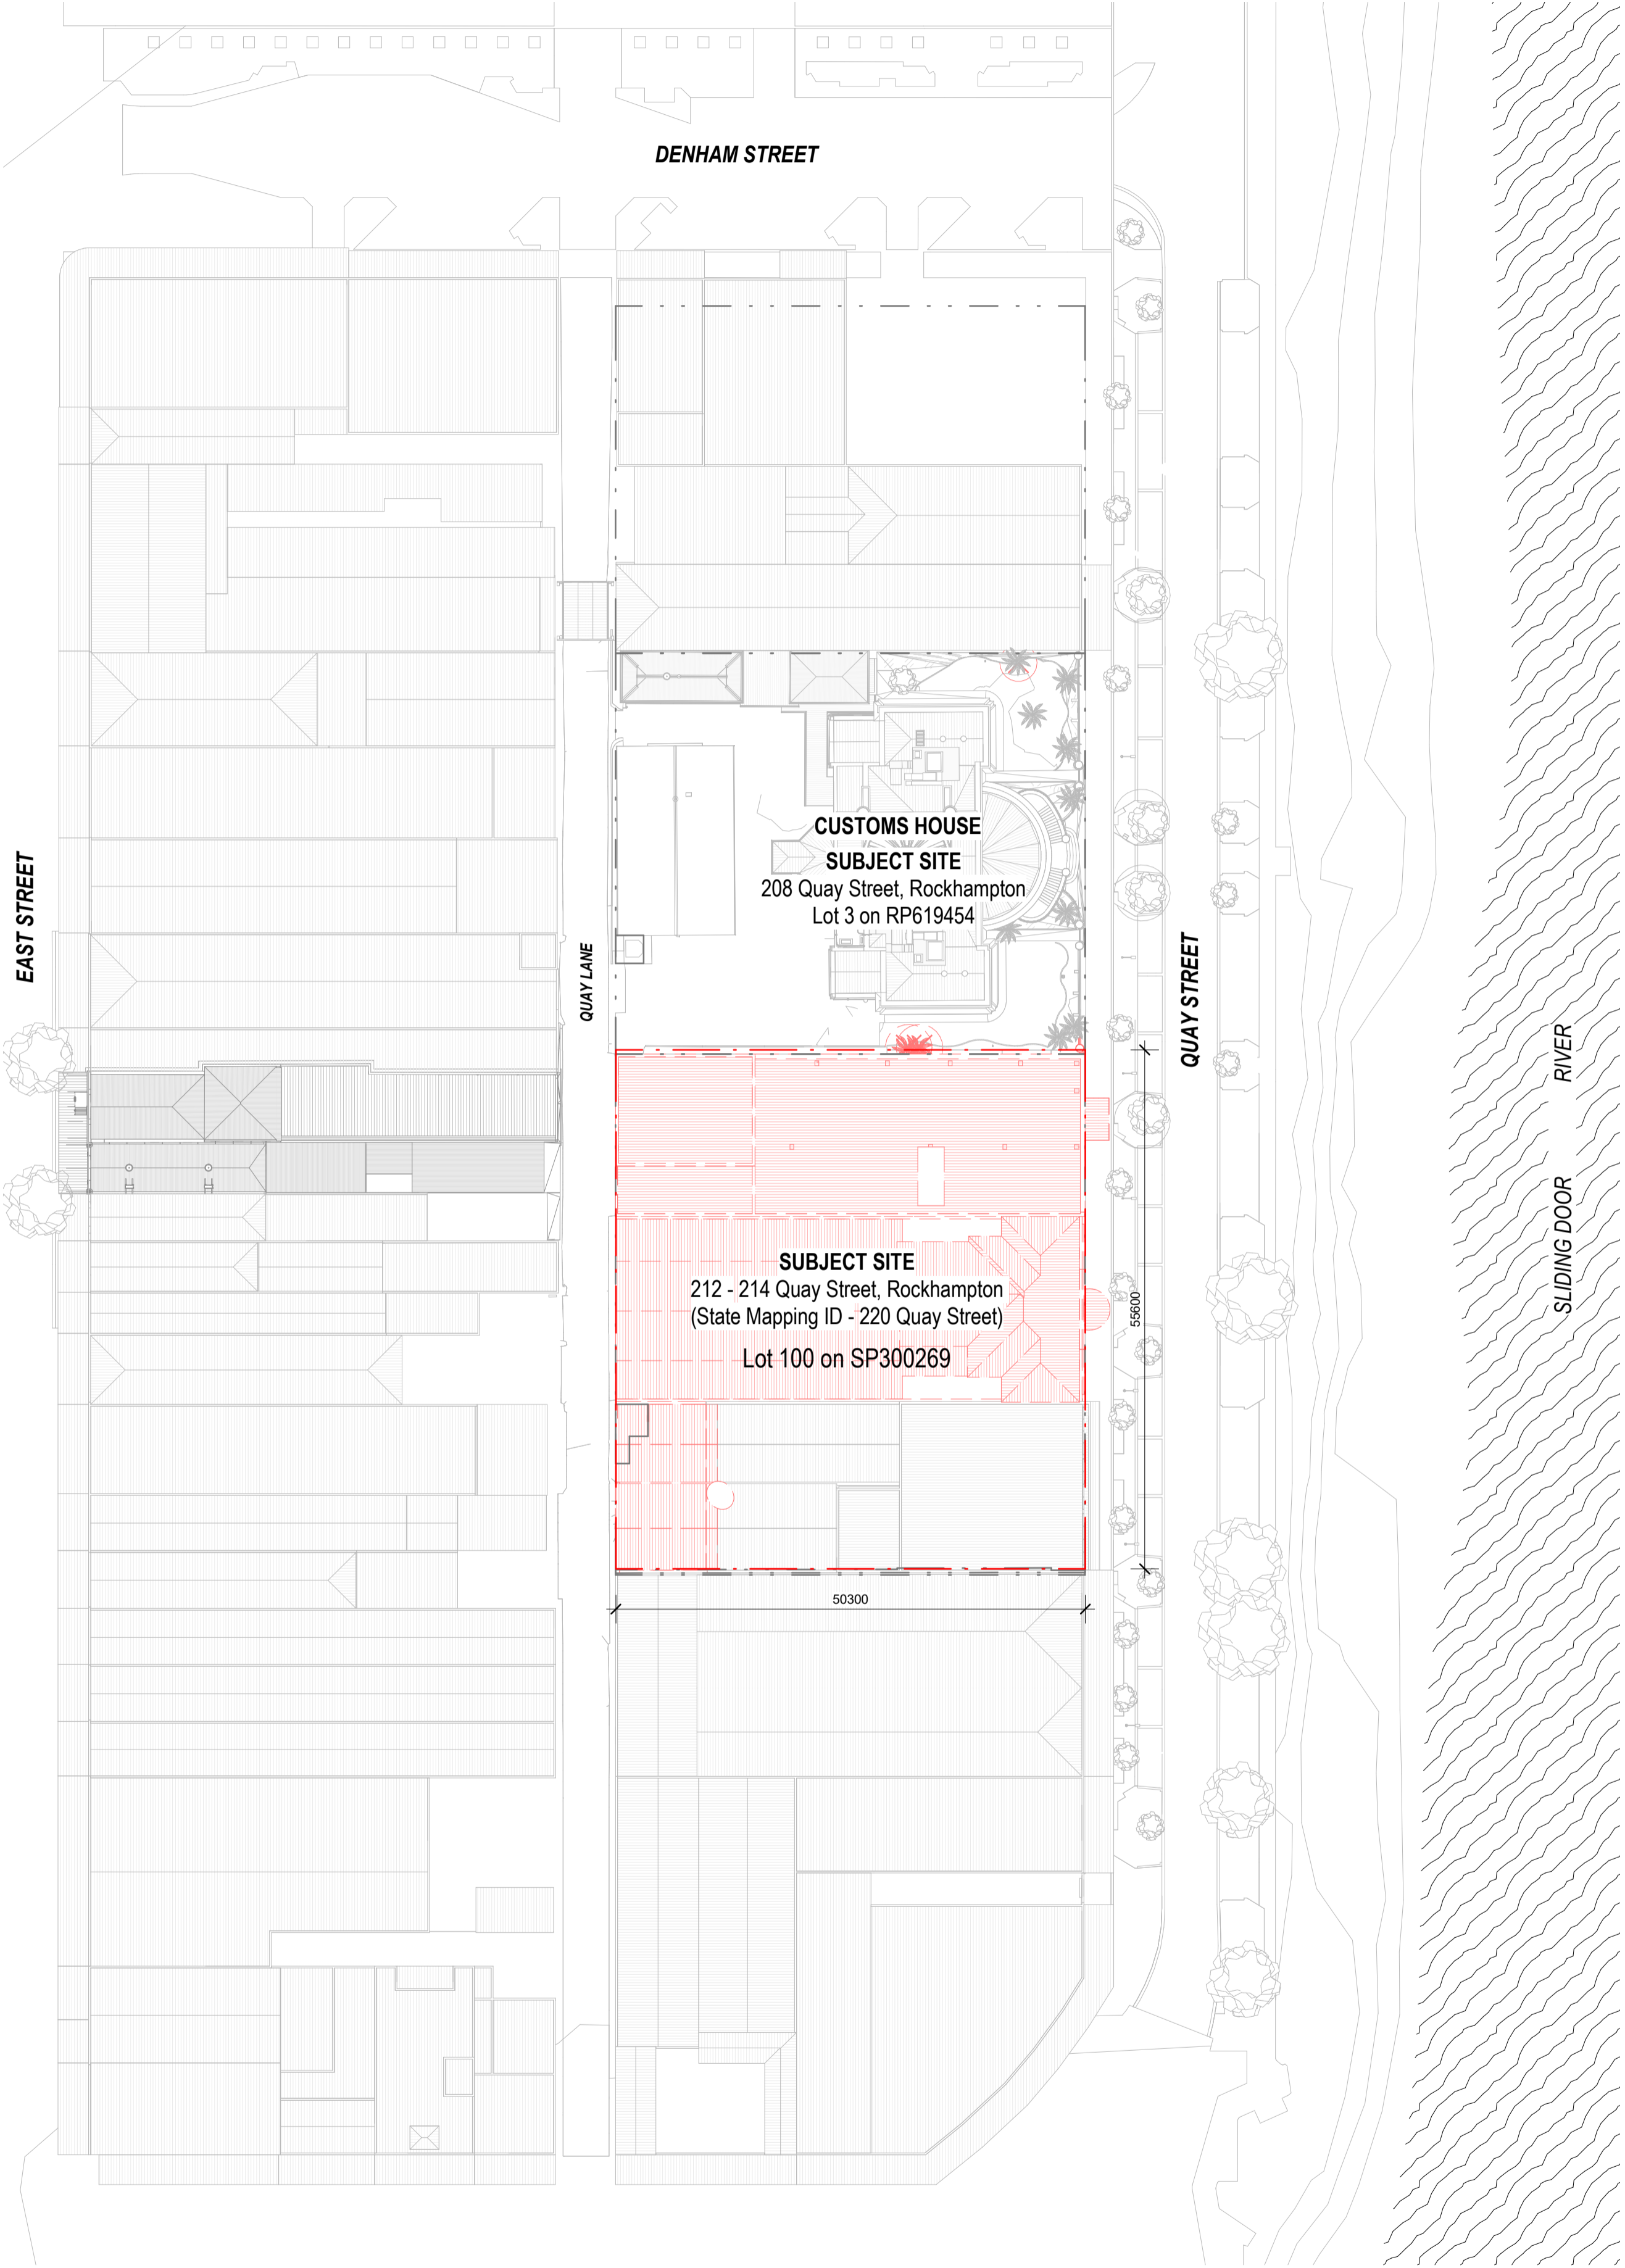 DENHAM STREET
CUSTOMS HOUSE
SUBJECT SITE
208 Quay Street, Rockhampton
Lot 3 on RP619454
EAST STREET
QUAY LANE
QUAY STREET
SLIDING DOOR RIVER
SUBJECT SITE
212 - 214 Quay Street, Rockhampton
(State Mapping ID - 220 Quay Street)
Lot 100 on SP300269
55600
50300